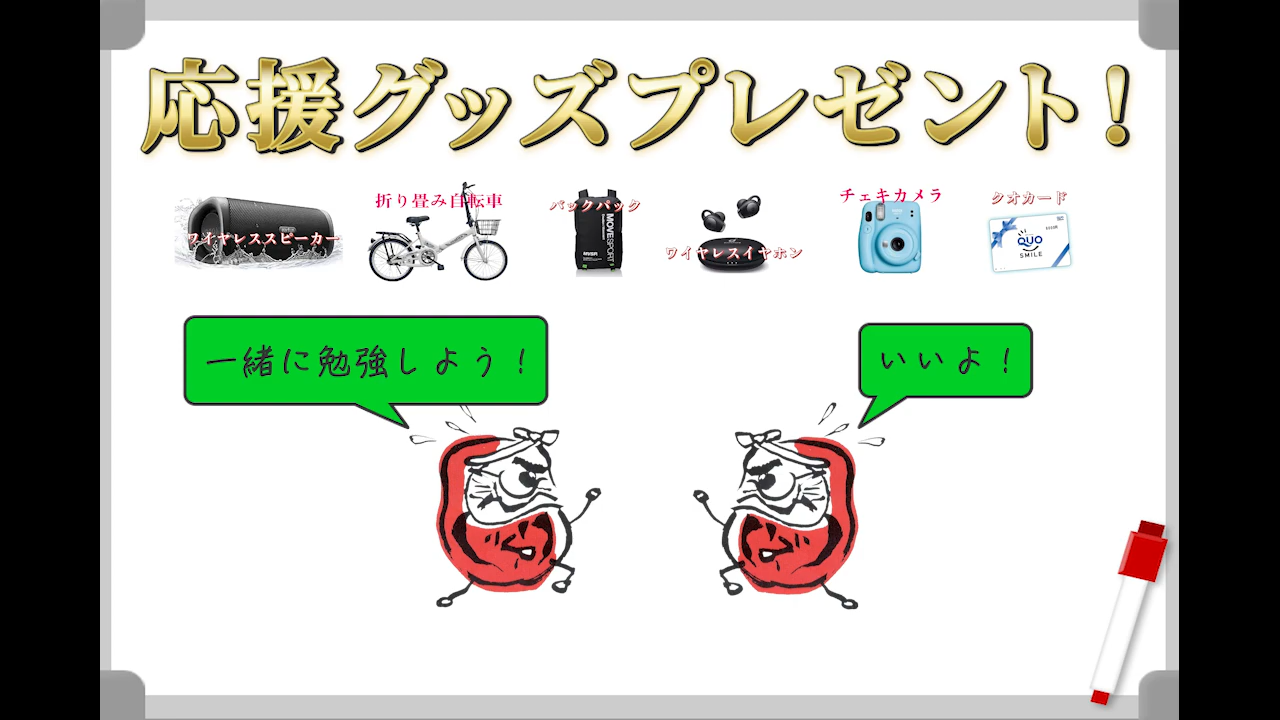 応援グッズプレゼント！
ワイヤレススピーカー
折り畳み自転車
バックパック
MOVESPORT
ワイヤレスイヤホン
チェキカメラ
クオカード
QUO
SMILE
一緒に勉強しよう！
いいよ！